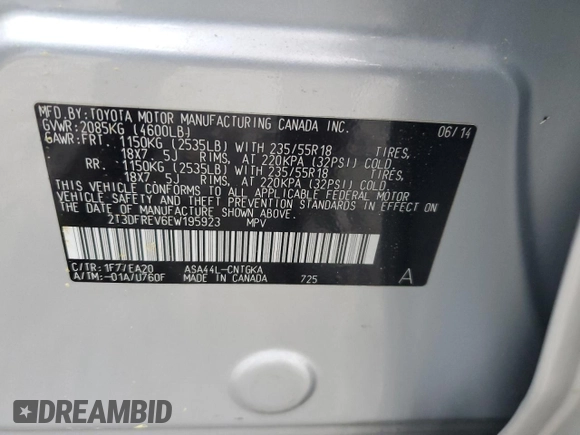 MFD.BY:TOYOTA MOTOR MANUFACTURING CANADA INC.
GVWR:2085KG (4600LB) 06/14
GAWR:FRT. 1150KG (2535LB) WITH 235/55R18 TIRES,
18X7.5J RIMS, AT 220KPA (32PSI) COLD
RR. 1150KG (2535LB) WITH 235/55R18 TIRES,
18X7.5J RIMS, AT 220KPA (32PSI) COLD
THIS VEHICLE CONFORMS TO ALL APPLICABLE FEDERAL MOTOR
VEHICLE SAFETY AND THEFT PREVENTION STANDARDS IN EFFECT ON
THE DATE OF MANUFACTURE SHOWN ABOVE.
2T3DFREV6EW195923 MPV
C/TR:1F7/EA20 ASA44L-CNTGKA
A/TM:-01A/U760F 725 A
DREAMBID